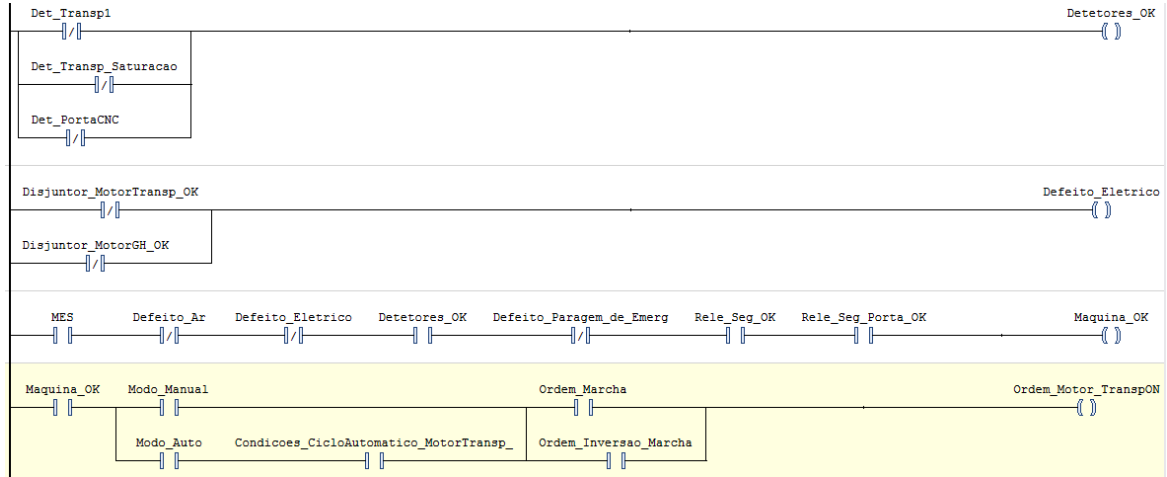 Det_Transp1 Detetores_OK
Det_Transp_Saturacao
Det_PortaCNC
Disjuntor_MotorTransp_OK Defeito_Eletrico
Disjuntor_MotorGH_OK
MES Defeito_Ar Defeito_Eletrico Detetores_OK Defeito_Paragem_de_Emerg Rele_Seg_OK Rele_Seg_Porta_OK Maquina_OK
Maquina_OK Modo_Manual Ordem_Marcha Ordem_Motor_TranspON
Modo_Auto Condicoes_CicloAutomatico_MotorTransp_ Ordem_Inversao_Marcha